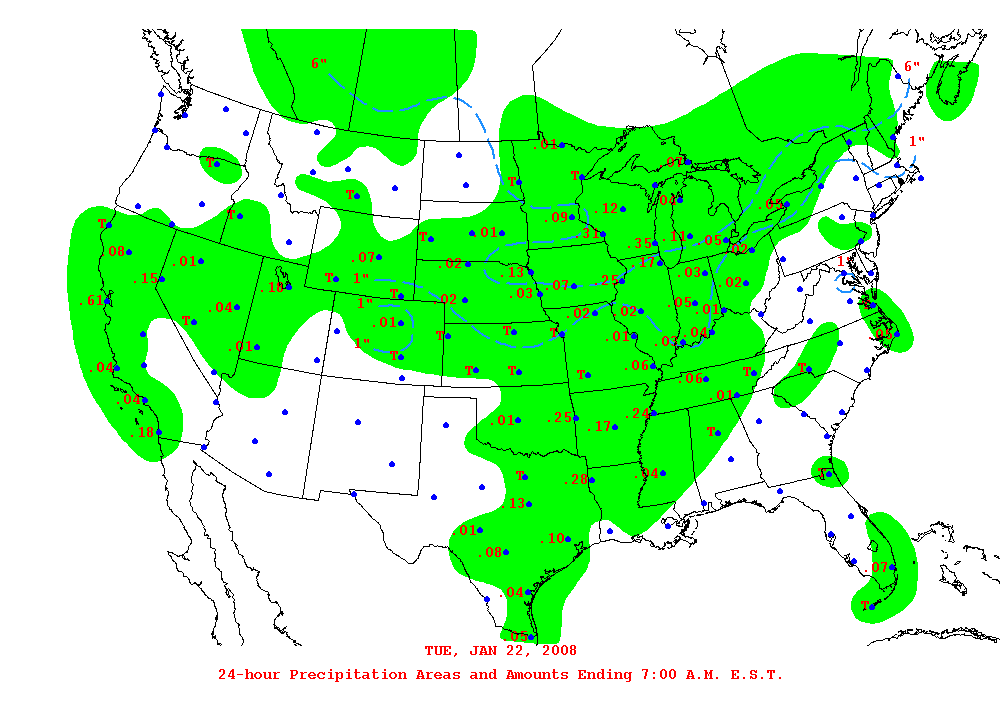 6"
6"
.01
1"
.02
T
T
T
.04
.05
T
T
.09
.12
T
.01
.31
.35
.11
.05
.02
.08
.01
.07
.02
.17
1"
.15
T
1"
.13
.07
.25
.03
.02
.18
T
.03
.61
1"
.02
.05
.01
.04
.02
.02
T
.01
T
T
T
.01
.03
.04
.05
.01
1"
T
.04
T
T
T
.06
.06
T
T
.04
.01
.18
.01
.25
.17
.24
T
T
.28
.04
T
.13
.01
.08
.10
.07
.04
T
.05
TUE, JAN 22, 2008
24-hour Precipitation Areas and Amounts Ending 7:00 A.M. E.S.T.